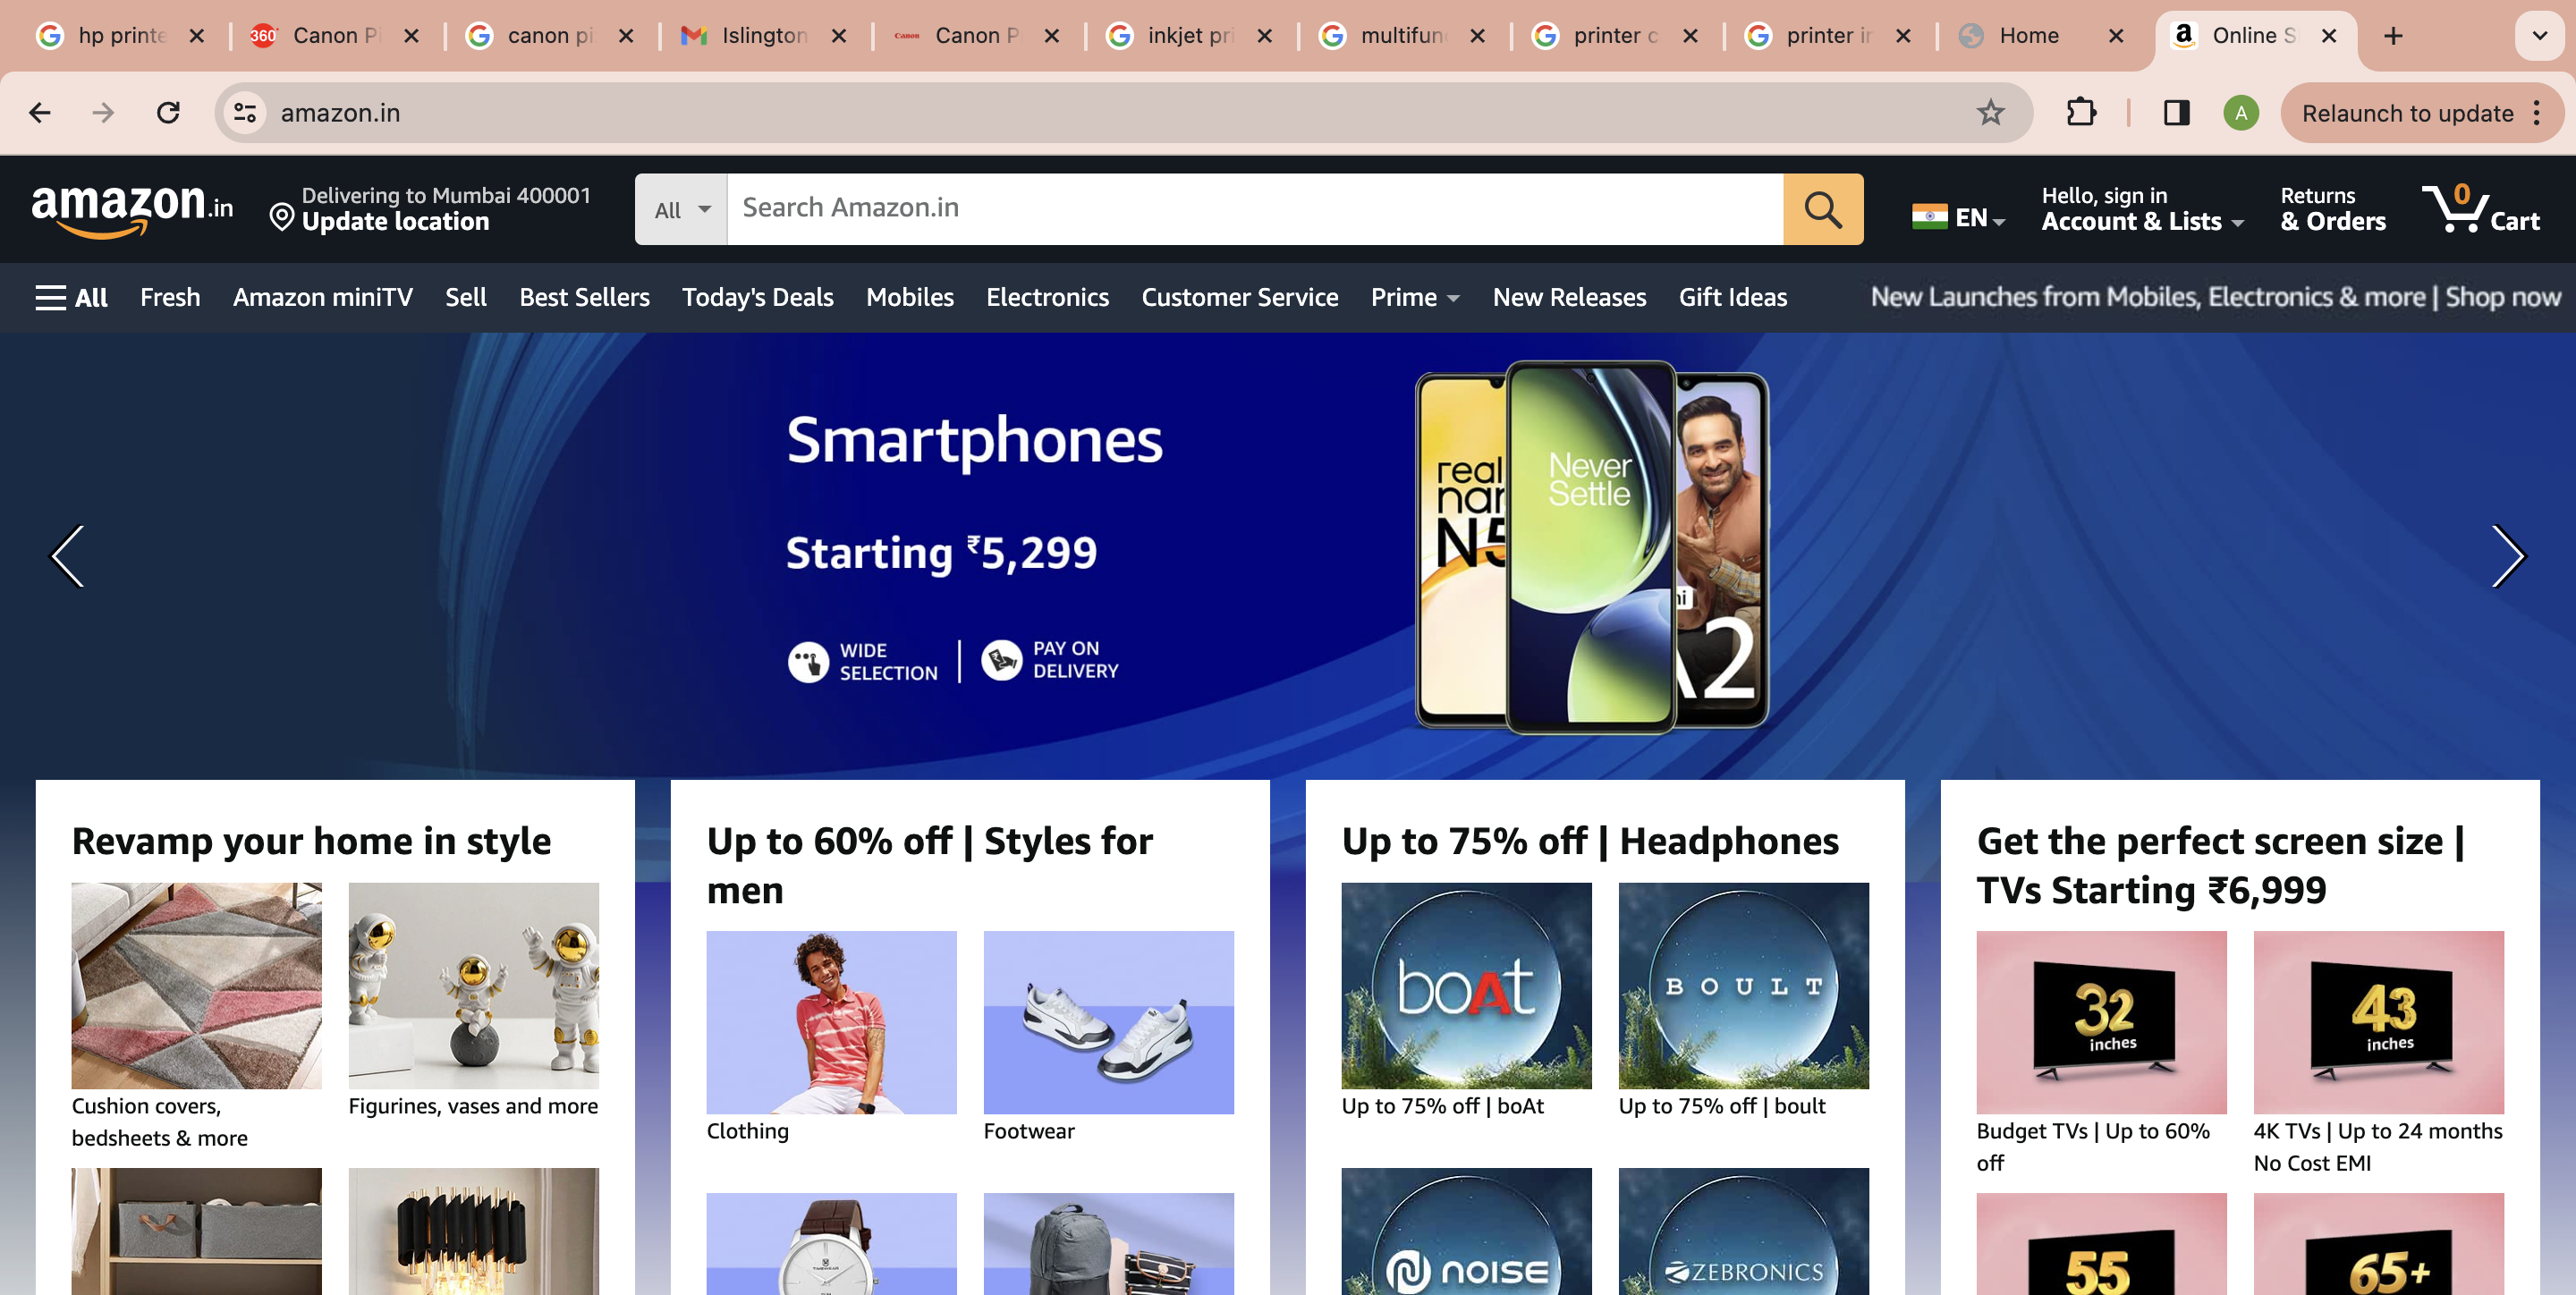 hp printe
360 Canon Pi
canon pi
Islington
Canon Canon P
inkjet pri
multifun
printer c
printer in
Home
Online S
amazon.in
A
Relaunch to update
amazon.in
Delivering to Mumbai 400001
Update location
All
Search Amazon.in
EN
Hello, sign in
Account & Lists
Returns
& Orders
0
Cart
All
Fresh
Amazon miniTV
Sell
Best Sellers
Today's Deals
Mobiles
Electronics
Customer Service
Prime
New Releases
Gift Ideas
New Launches from Mobiles, Electronics & more | Shop now
Smartphones
Starting ₹5,299
WIDE
SELECTION
PAY ON
DELIVERY
real
nar
N5
Never
Settle
A2
Revamp your home in style
Cushion covers,
bedsheets & more
Figurines, vases and more
Up to 60% off | Styles for
men
Clothing
Footwear
Up to 75% off | Headphones
boAt
BOULT
Up to 75% off | boAt
Up to 75% off | boult
noise
ZEBRONICS
Get the perfect screen size |
TVs Starting ₹6,999
32
inches
43
inches
Budget TVs | Up to 60%
off
4K TVs | Up to 24 months
No Cost EMI
55
65+